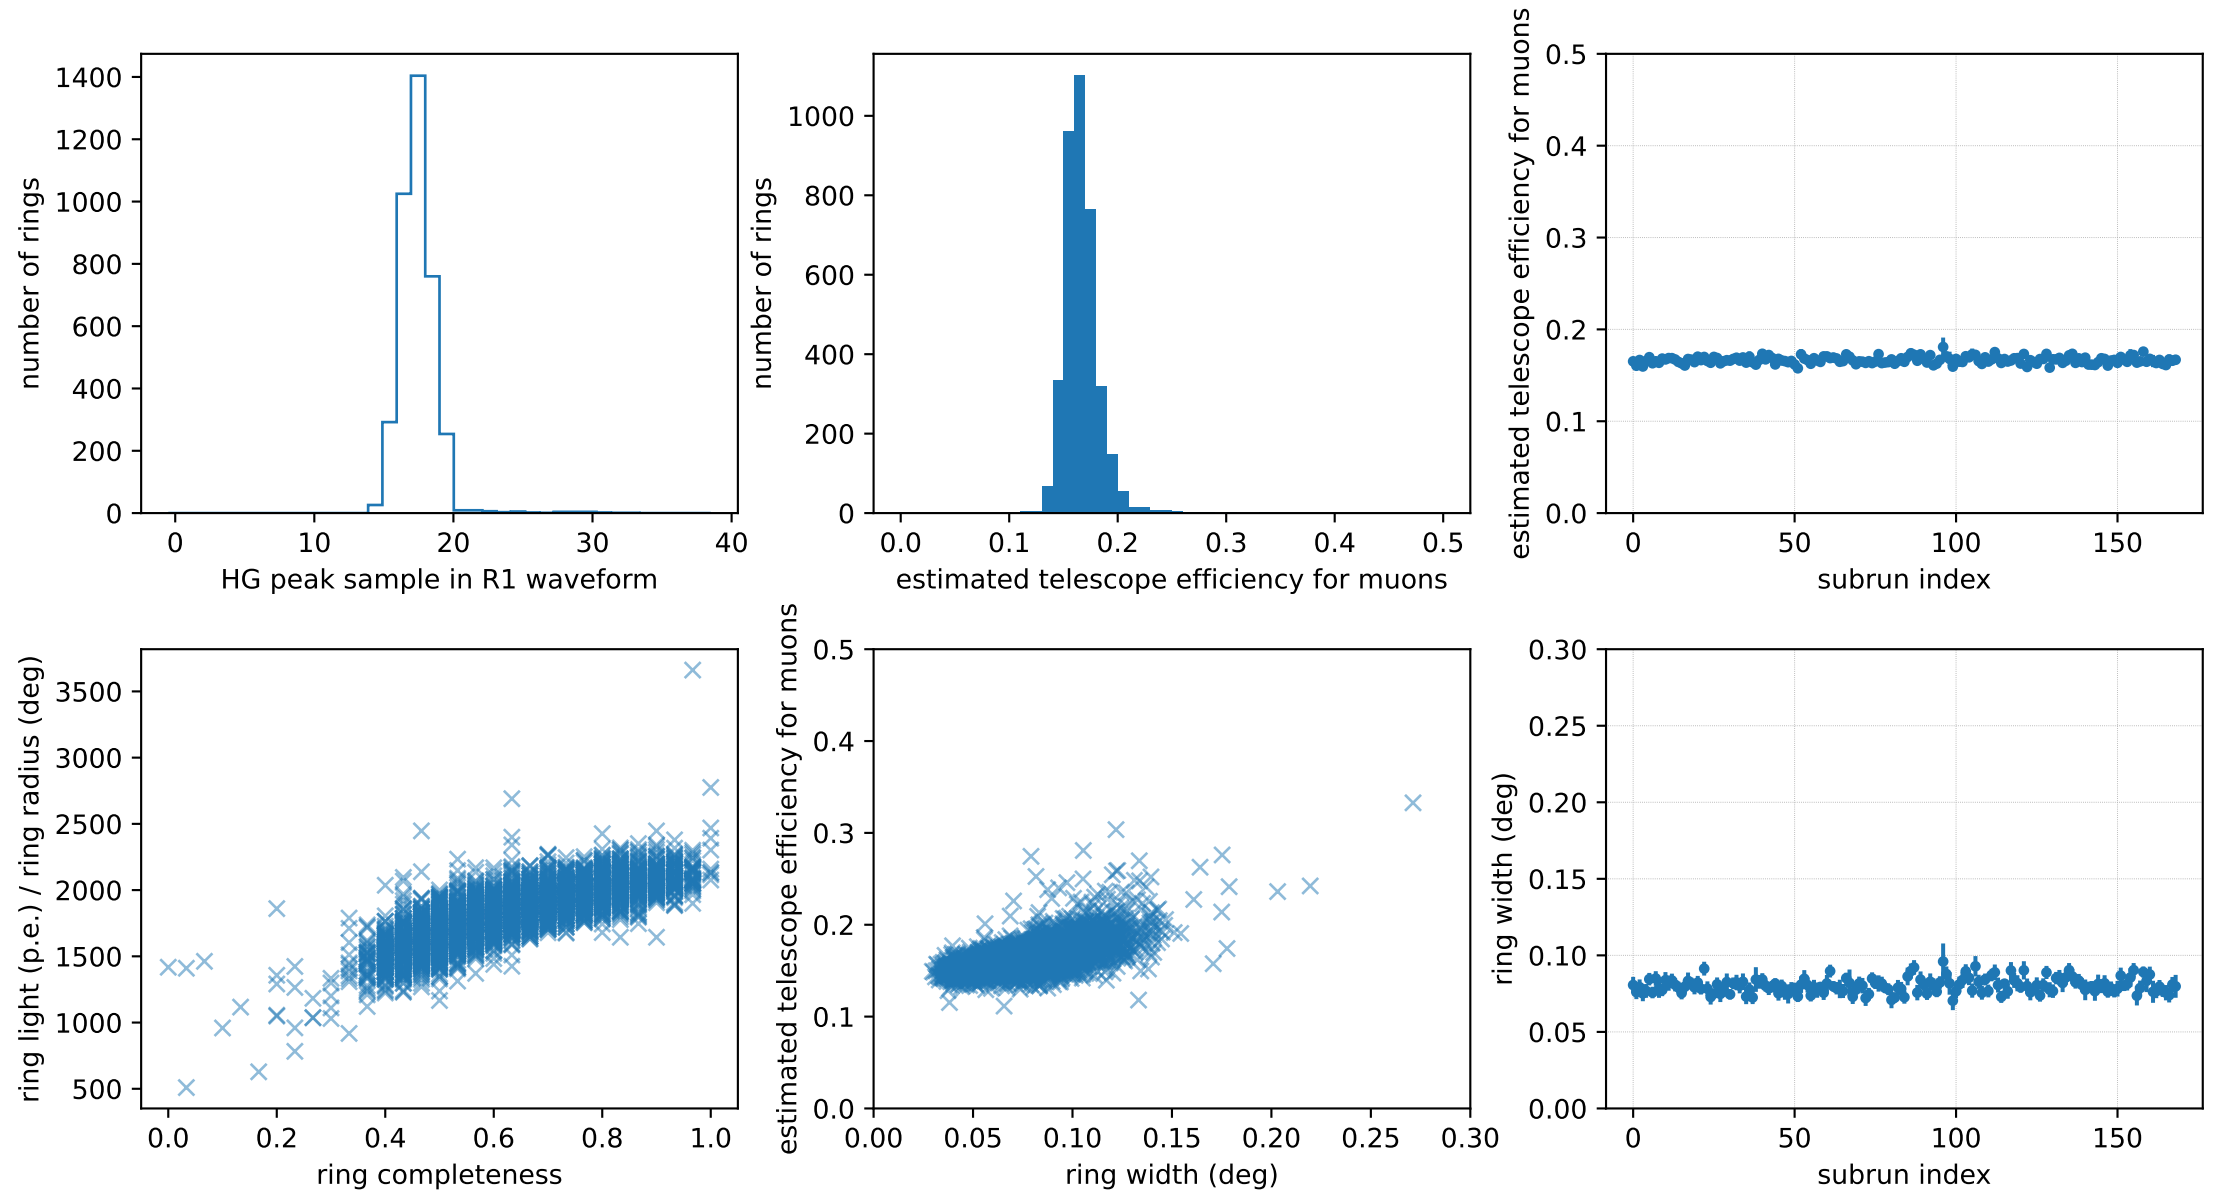 1400
1200
1000
800
600
400
200
0
number of rings
0 10 20 30 40
HG peak sample in R1 waveform
1000
800
600
400
200
0
number of rings
0.0 0.1 0.2 0.3 0.4 0.5
estimated telescope efficiency for muons
0.5
0.4
0.3
0.2
0.1
0.0
estimated telescope efficiency for muons
0 50 100 150
subrun index
3500
3000
2500
2000
1500
1000
500
ring light (p.e.) / ring radius (deg)
0.0 0.2 0.4 0.6 0.8 1.0
ring completeness
0.5
0.4
0.3
0.2
0.1
0.0
estimated telescope efficiency for muons
0.00 0.05 0.10 0.15 0.20 0.25 0.30
ring width (deg)
0.30
0.25
0.20
0.15
0.10
0.05
0.00
ring width (deg)
0 50 100 150
subrun index